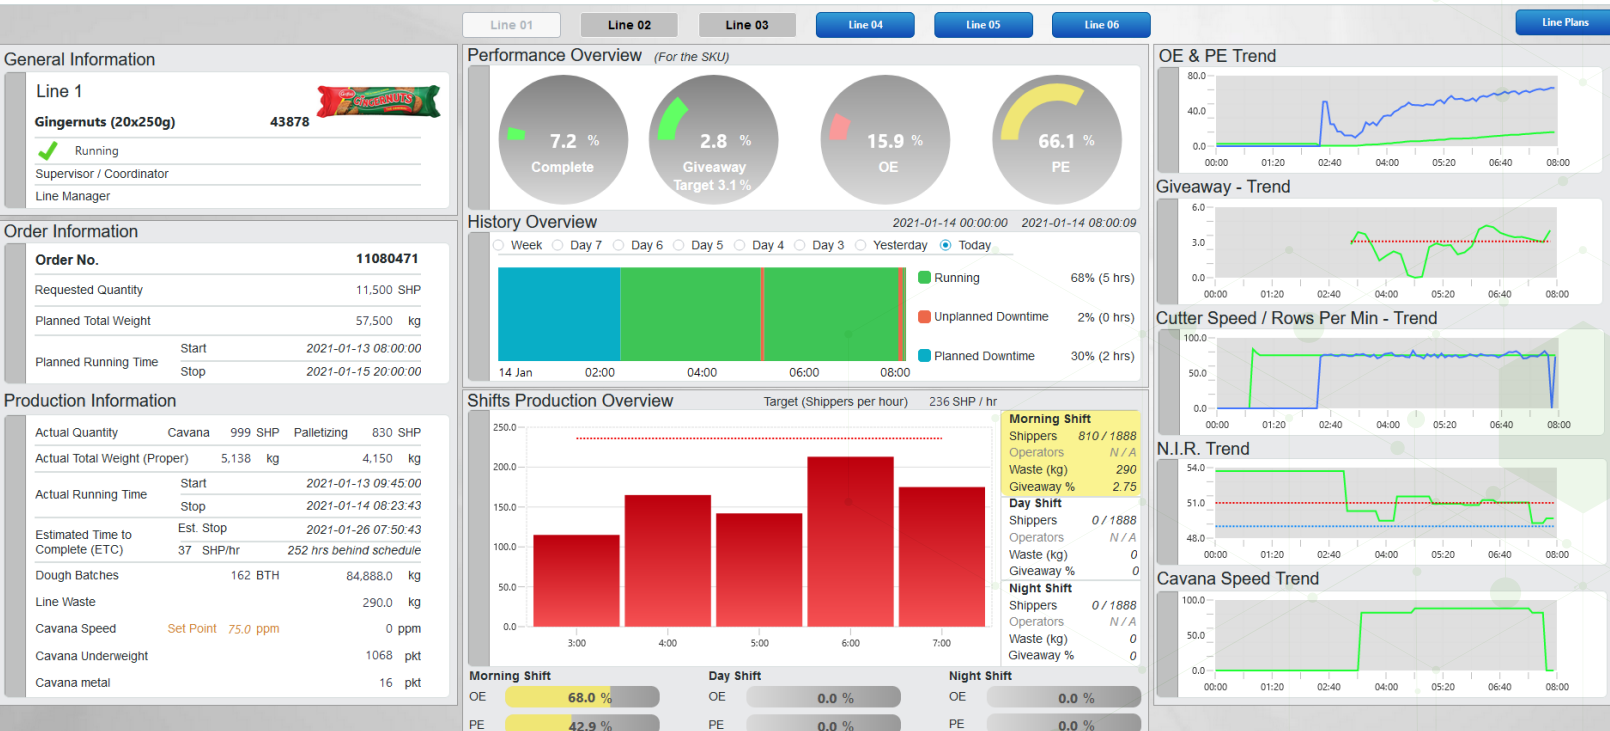 Line 01 Line 02 Line 03 Line 04 Line 05 Line 06 Line Plans
General Information
Line 1
GINGERNUTS
Gingernuts (20x250g) 43878
Running
Supervisor / Coordinator
Line Manager
Order Information
Order No. 11080471
Requested Quantity 11,500 SHP
Planned Total Weight 57,500 kg
Planned Running Time
Start 2021-01-13 08:00:00
Stop 2021-01-15 20:00:00
Production Information
Actual Quantity Cavana 999 SHP Palletizing 830 SHP
Actual Total Weight (Proper) 5,138 kg 4,150 kg
Actual Running Time
Start 2021-01-13 09:45:00
Stop 2021-01-14 08:23:43
Estimated Time to
Complete (ETC)
Est. Stop 2021-01-26 07:50:43
37 SHP/hr 252 hrs behind schedule
Dough Batches 162 BTH 84,888.0 kg
Line Waste 290.0 kg
Cavana Speed Set Point 75.0 ppm 0 ppm
Cavana Underweight 1068 pkt
Cavana metal 16 pkt
Performance Overview (For the SKU)
7.2 %
Complete
2.8 %
Giveaway
Target 3.1 %
15.9 %
OE
66.1 %
PE
History Overview 2021-01-14 00:00:00 2021-01-14 08:00:09
Week Day 7 Day 6 Day 5 Day 4 Day 3 Yesterday Today
Running 68% (5 hrs)
Unplanned Downtime 2% (0 hrs)
Planned Downtime 30% (2 hrs)
14 Jan 02:00 04:00 06:00 08:00
Shifts Production Overview Target (Shippers per hour) 236 SHP / hr
250.0
200.0
150.0
100.0
50.0
0.0
3:00 4:00 5:00 6:00 7:00
Morning Shift
Shippers 810 / 1888
Operators N / A
Waste (kg) 290
Giveaway % 2.75
Day Shift
Shippers 0 / 1888
Operators N / A
Waste (kg) 0
Giveaway % 0
Night Shift
Shippers 0 / 1888
Operators N / A
Waste (kg) 0
Giveaway % 0
Morning Shift Day Shift Night Shift
OE 68.0 % OE 0.0 % OE 0.0 %
PE 42.9 % PE 0.0 % PE 0.0 %
OE & PE Trend
80.0
40.0
0.0
00:00 01:20 02:40 04:00 05:20 06:40 08:00
Giveaway - Trend
6.0
3.0
0.0
00:00 01:20 02:40 04:00 05:20 06:40 08:00
Cutter Speed / Rows Per Min - Trend
100.0
50.0
0.0
00:00 01:20 02:40 04:00 05:20 06:40 08:00
N.I.R. Trend
54.0
51.0
48.0
00:00 01:20 02:40 04:00 05:20 06:40 08:00
Cavana Speed Trend
100.0
50.0
0.0
00:00 01:20 02:40 04:00 05:20 06:40 08:00